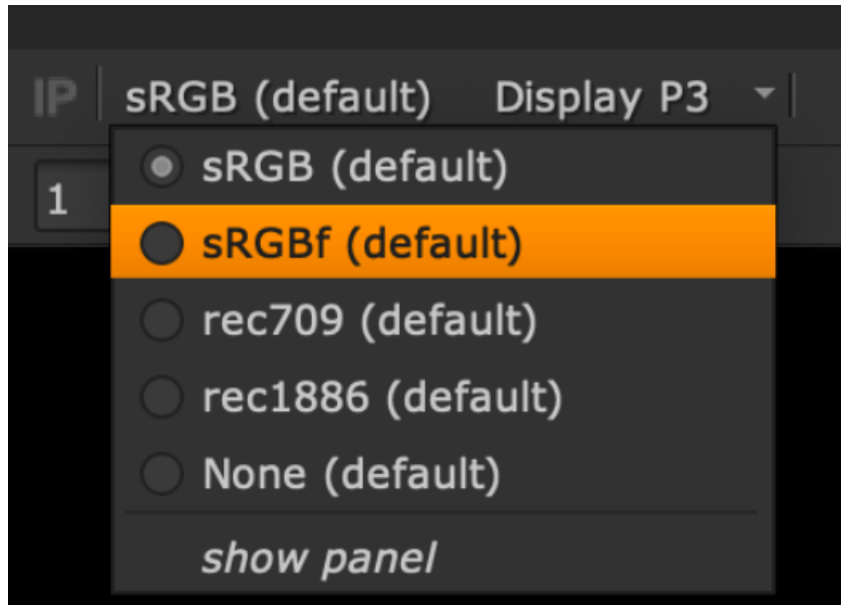 IP sRGB (default) Display P3
sRGB (default)
1
sRGBf (default)
rec709 (default)
rec1886 (default)
None (default)
show panel